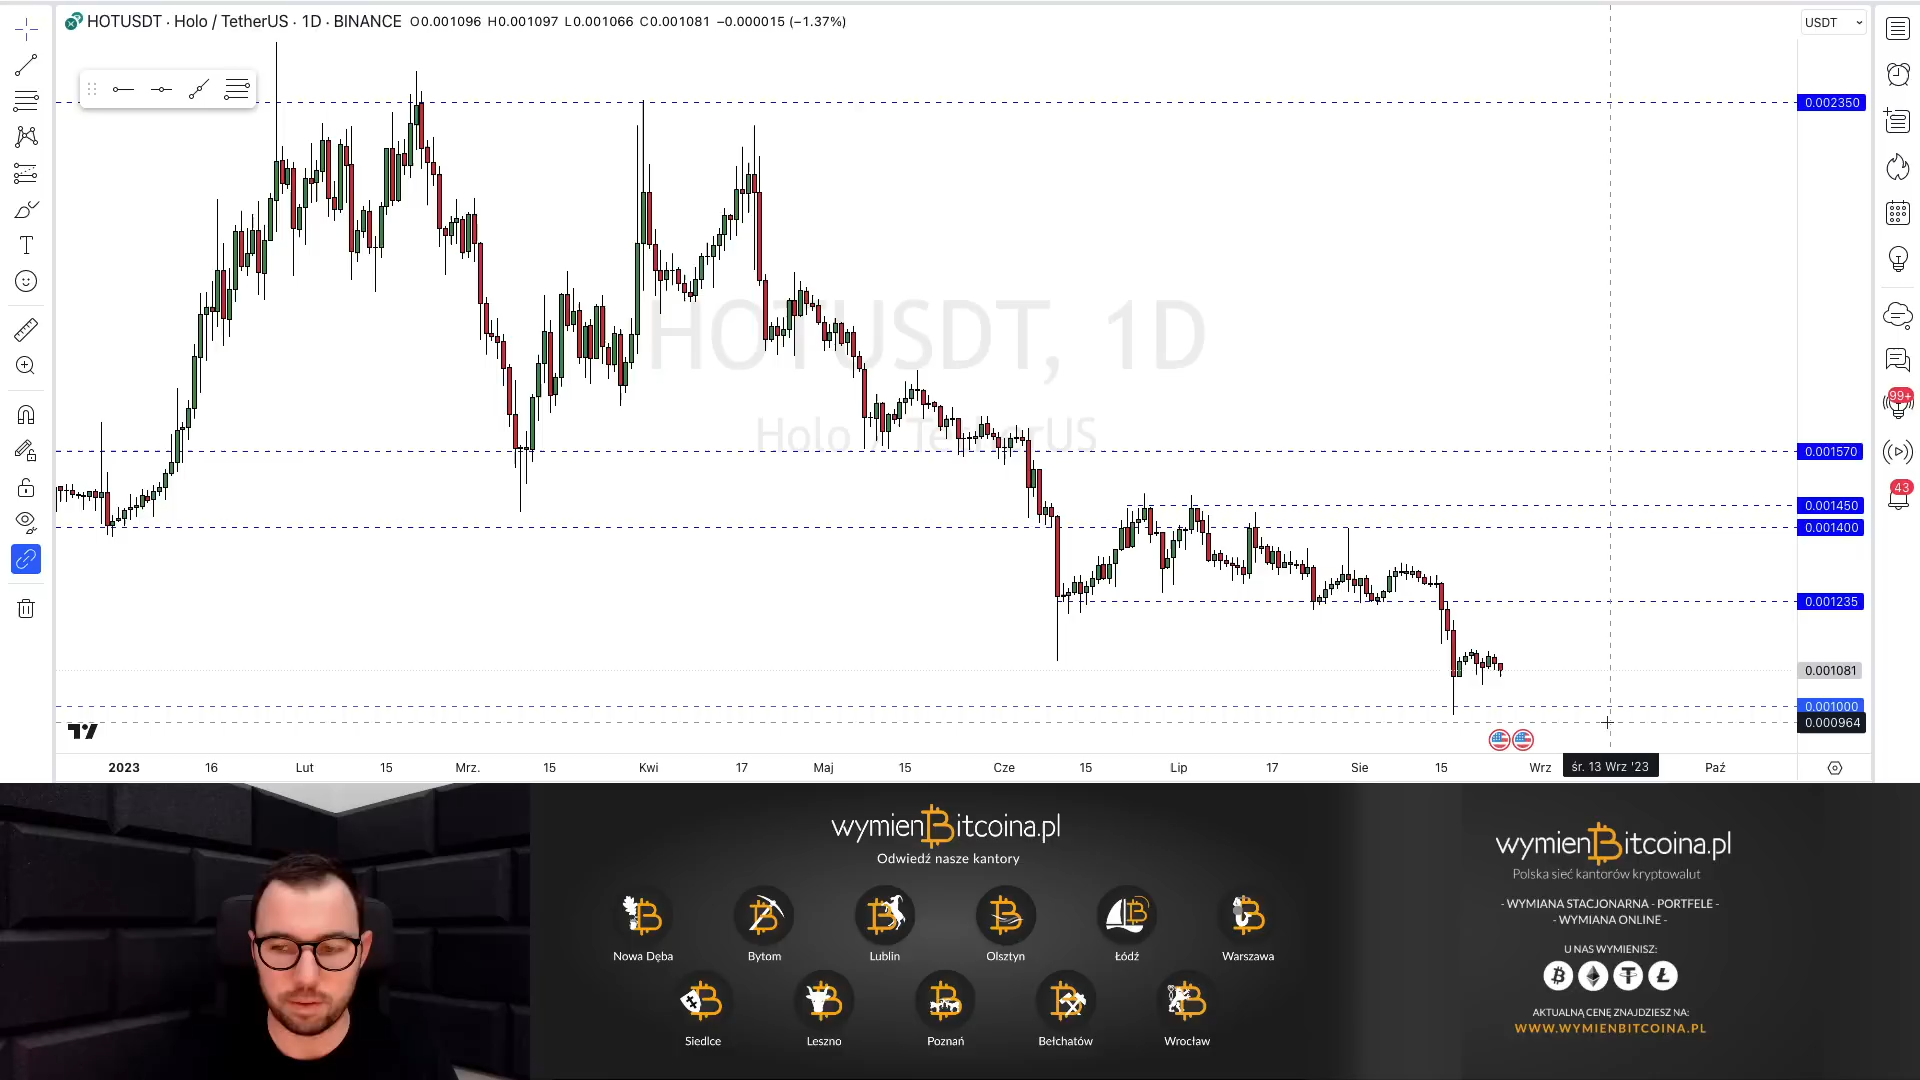 HOTUSDT · Holo / TetherUS · 1D · BINANCE O0.001096 H0.001097 L0.001066 C0.001081 −0.000015 (−1.37%)
USDT
0.002350
HOTUSDT, 1D
Holo / TetherUS
99+
0.001570
43
0.001450
0.001400
0.001235
0.001081
0.001000
0.000964
2023 16 Lut 15 Mrz. 15 Kwi 17 Maj 15 Cze 15 Lip 17 Sie 15 Wrz śr. 13 Wrz '23 Paź
wymienBitcoina.pl
Odwiedź nasze kantory
Nowa Dęba Bytom Lublin Olsztyn Łódź Warszawa
Siedlce Leszno Poznań Bełchatów Wrocław
wymienBitcoina.pl
Polska sieć kantorów kryptowalut
- WYMIANA STACJONARNA - PORTFELE -
- WYMIANA ONLINE -
U NAS WYMIENISZ:
AKTUALNĄ CENĘ ZNAJDZIESZ NA:
WWW.WYMIENBITCOINA.PL